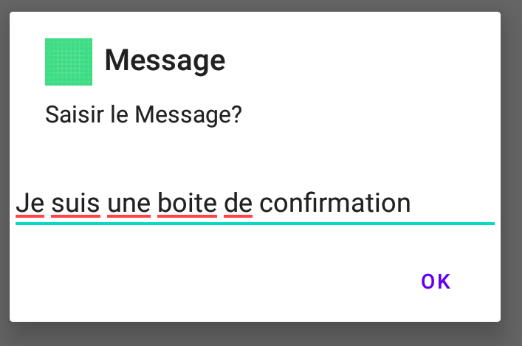 Message
Saisir le Message?
Je suis une boite de confirmation
OK